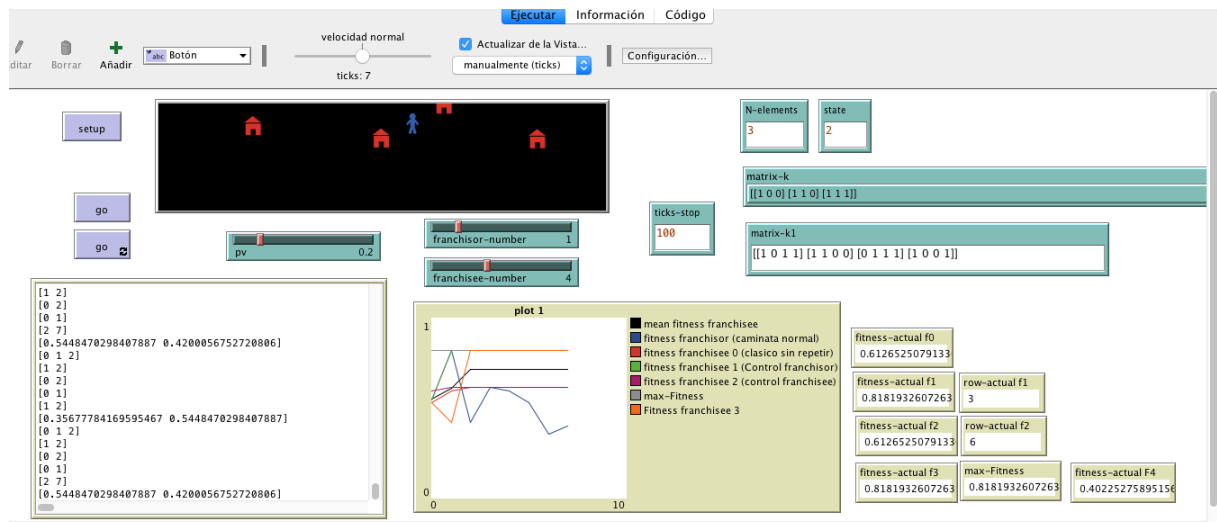 Ejecutar Información Código
velocidad normal
Actualizar de la Vista...
ditar Borrar Añadir abc Botón manualmente (ticks) Configuración...
ticks: 7
setup
go
go
pv 0.2
franchisor-number 1
franchisee-number 4
ticks-stop
100
N-elements
3
state
2
matrix-k
[[1 0 0] [1 1 0] [1 1 1]]
matrix-k1
[[1 0 1 1] [1 1 0 0] [0 1 1 1] [1 0 0 1]]
[1 2]
[0 2]
[0 1]
[2 7]
[0.5448470298407887 0.4200056752720806]
[0 1 2]
[1 2]
[0 2]
[0 1]
[1 2]
[0.35677784169595467 0.5448470298407887]
[0 1 2]
[1 2]
[0 2]
[0 1]
[2 7]
[0.5448470298407887 0.4200056752720806]
plot 1
1
0
0
10
mean fitness franchisee
fitness franchisor (caminata normal)
fitness franchisee 0 (clasico sin repetir)
fitness franchisee 1 (Control franchisor)
fitness franchisee 2 (control franchisee)
max-Fitness
Fitness franchisee 3
fitness-actual f0
0.6126525079133
fitness-actual f1
0.8181932607263
row-actual f1
3
fitness-actual f2
0.6126525079133
row-actual f2
6
fitness-actual f3
0.8181932607263
max-Fitness
0.8181932607263
fitness-actual F4
0.4022527589515